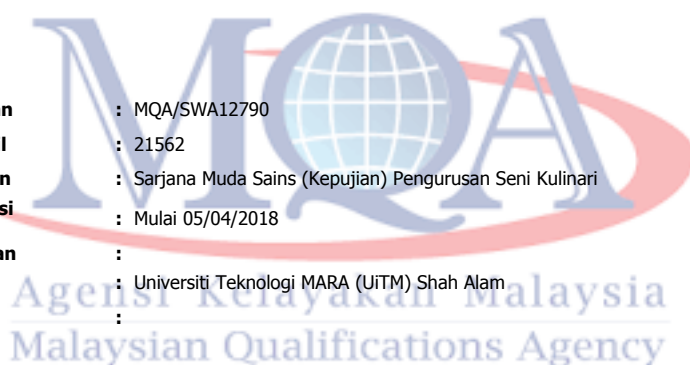 MQA
an : MQA/SWA12790
l : 21562
n : Sarjana Muda Sains (Kepujian) Pengurusan Seni Kulinari
si : Mulai 05/04/2018
an :
: Universiti Teknologi MARA (UiTM) Shah Alam
:
Agensi Kelayakan Malaysia
Malaysian Qualifications Agency